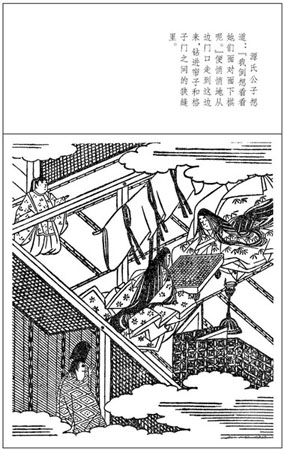 源氏公子想
道：“我倒想看看
她们面对面下棋
呢。”便悄悄地从
边门口走到这边
来，钻进帘子和格
子门之间的狭缝
里。